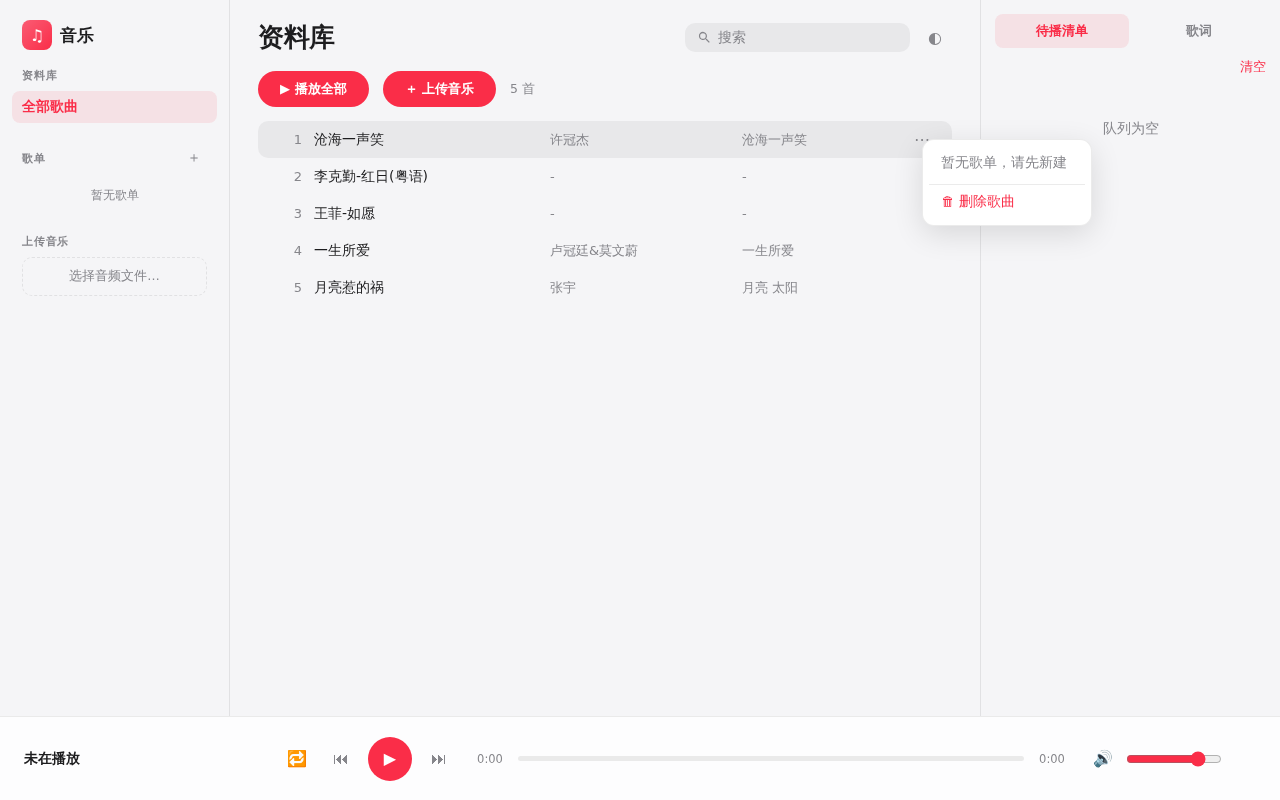 音乐
资料库
全部歌曲
歌单 +
暂无歌单
上传音乐
选择音频文件...
资料库
搜索
播放全部
+ 上传音乐
5 首
1 沧海一声笑 许冠杰 沧海一声笑 ...
2 李克勤-红日(粤语) - -
3 王菲-如愿 - -
4 一生所爱 卢冠廷&莫文蔚 一生所爱
5 月亮惹的祸 张宇 月亮 太阳
暂无歌单，请先新建
删除歌曲
待播清单 歌词
清空
队列为空
未在播放
0:00 0:00